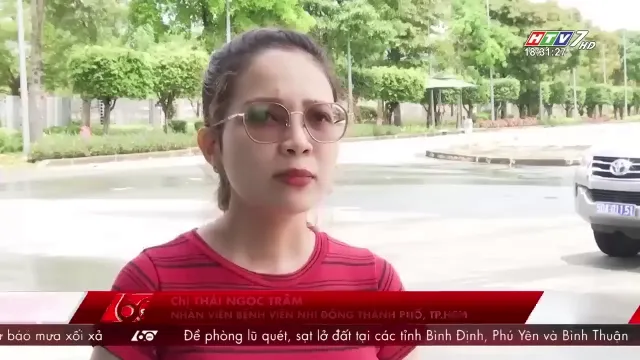 HTV7 HD
18:31:27
Chị THÁI NGỌC TRÂM
NHÂN VIÊN BỆNH VIỆN NHI ĐỒNG THÀNH PHỐ, TP.HCM
ự báo mưa xối xả
60 Đề phòng lũ quét, sạt lở đất tại các tỉnh Bình Định, Phú Yên và Bình Thuận